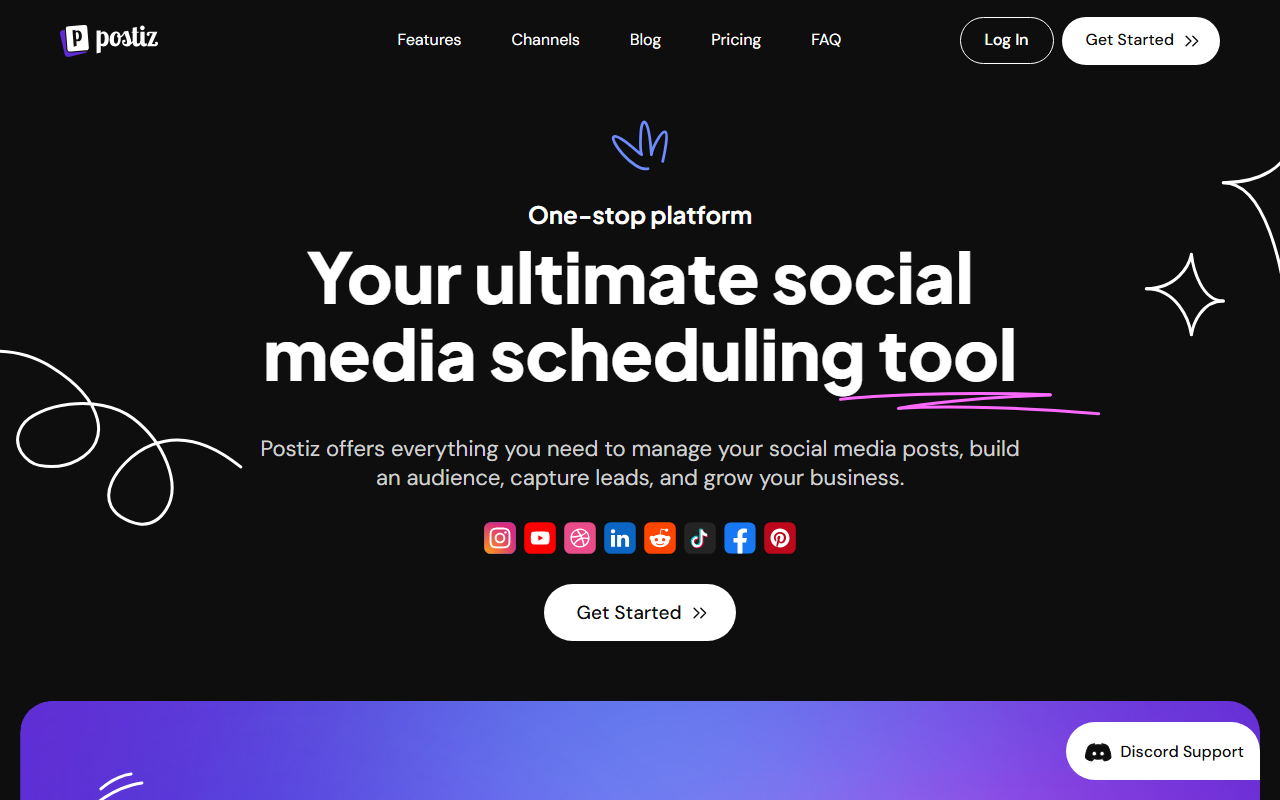 postiz
Features
Channels
Blog
Pricing
FAQ
Log In
Get Started
One-stop platform
Your ultimate social
media scheduling tool
Postiz offers everything you need to manage your social media posts, build
an audience, capture leads, and grow your business.
Get Started
Discord Support